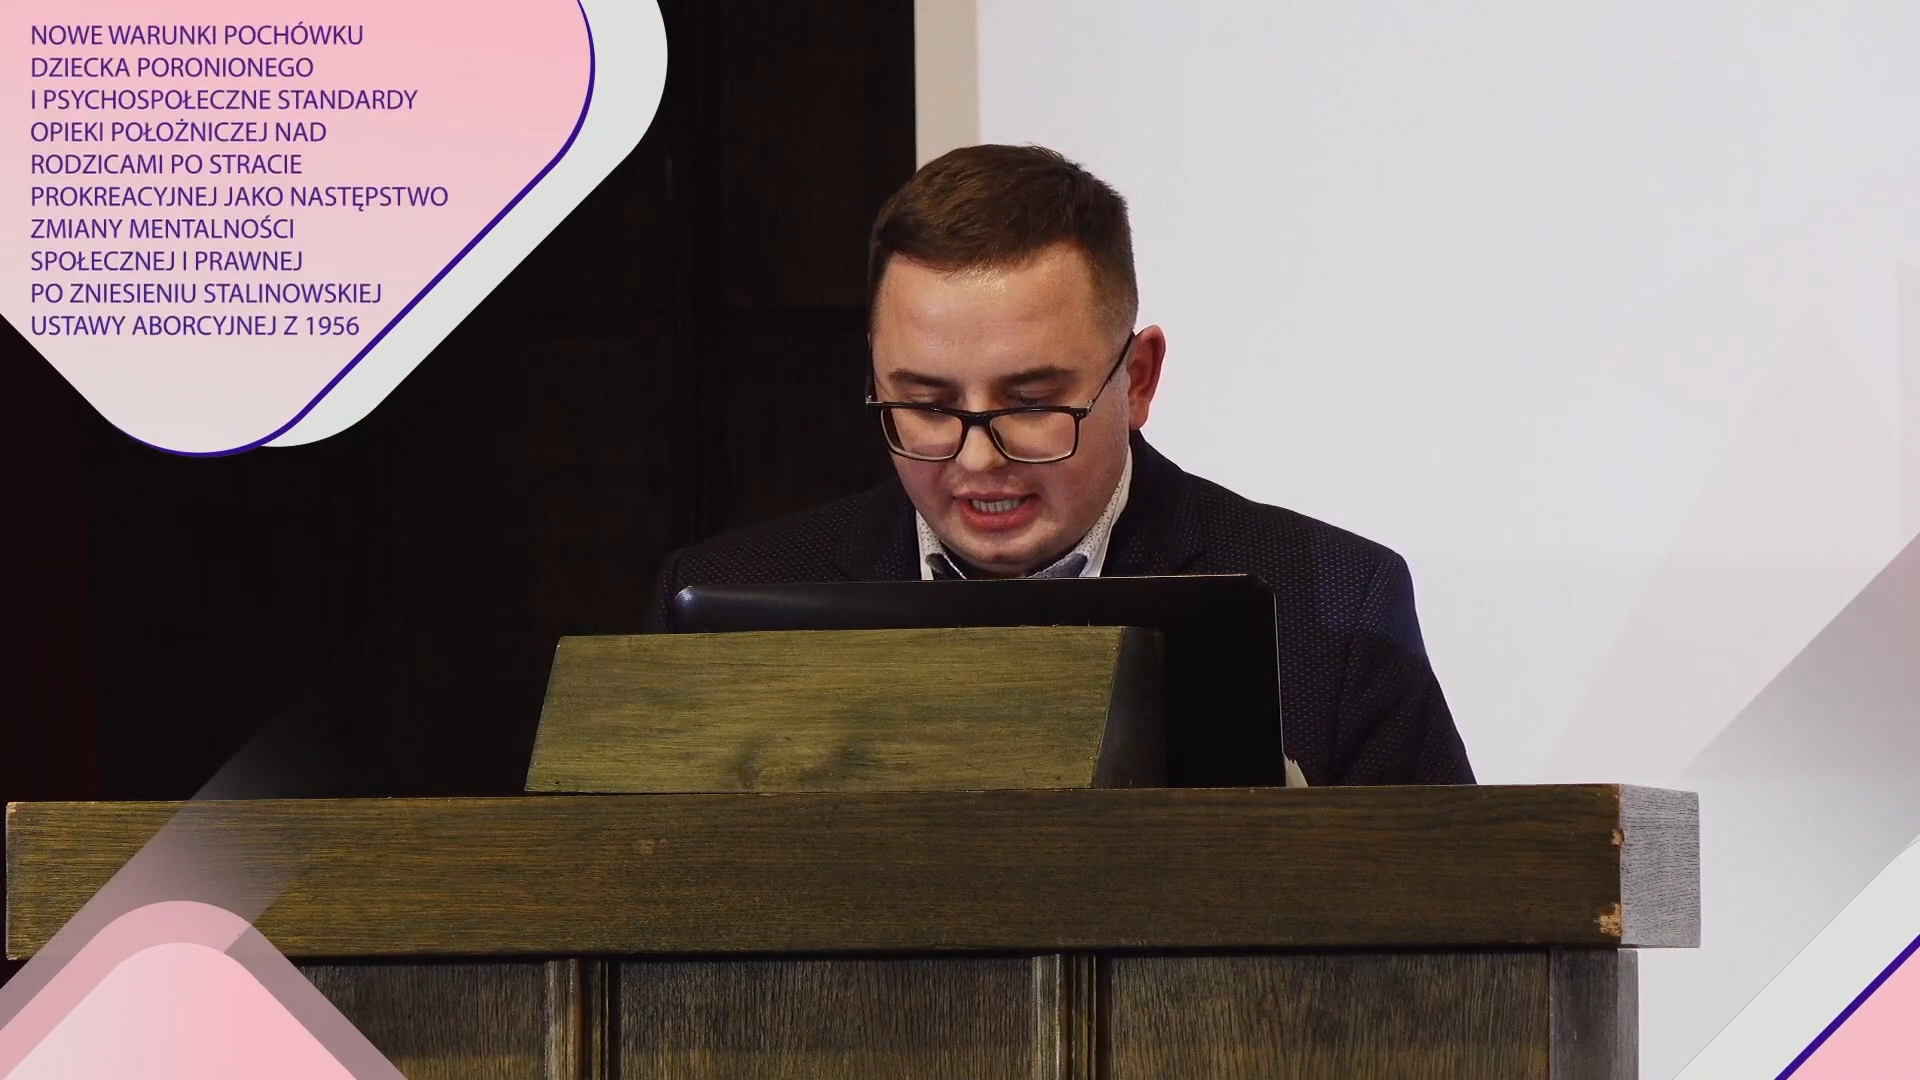 NOWE WARUNKI POCHÓWKU
DZIECKA PORONIONEGO
I PSYCHOSPOŁECZNE STANDARDY
OPIEKI POŁOŻNICZEJ NAD
RODZICAMI PO STRACIE
PROKREACYJNEJ JAKO NASTĘPSTWO
ZMIANY MENTALNOŚCI
SPOŁECZNEJ I PRAWNEJ
PO ZNIESIENIU STALINOWSKIEJ
USTAWY ABORCYJNEJ Z 1956